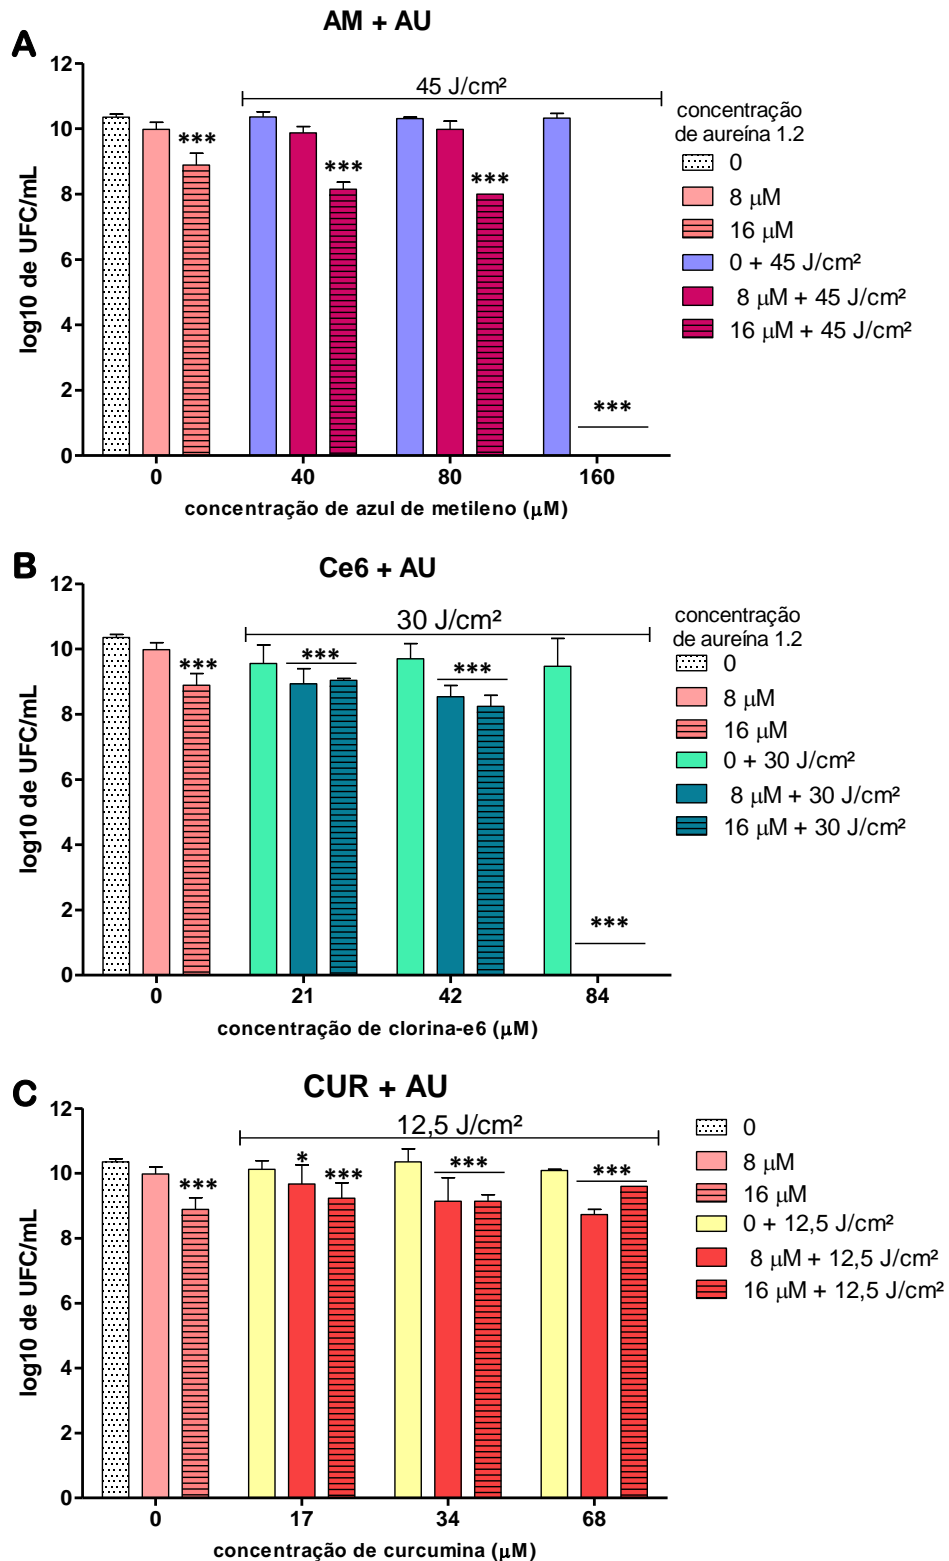 A
AM + AU
45 J/cm²
***
***
***
***
12
10
8
6
4
2
0
log10 de UFC/mL
0
40
80
160
concentração de azul de metileno (μM)
concentração
de aureína 1.2
0
8 μM
16 μM
0 + 45 J/cm²
8 μM + 45 J/cm²
16 μM + 45 J/cm²
B
Ce6 + AU
30 J/cm²
***
***
***
***
12
10
8
6
4
2
0
log10 de UFC/mL
0
21
42
84
concentração de clorina-e6 (μM)
concentração
de aureína 1.2
0
8 μM
16 μM
0 + 30 J/cm²
8 μM + 30 J/cm²
16 μM + 30 J/cm²
C
CUR + AU
12,5 J/cm²
***
*
***
***
***
12
10
8
6
4
2
0
log10 de UFC/mL
0
17
34
68
concentração de curcumina (μM)
0
8 μM
16 μM
0 + 12,5 J/cm²
8 μM + 12,5 J/cm²
16 μM + 12,5 J/cm²